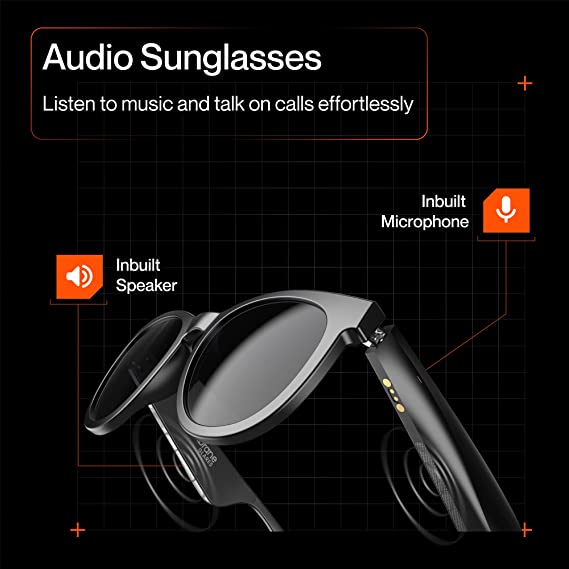 Audio Sunglasses
Listen to music and talk on calls effortlessly
Inbuilt
Microphone
Inbuilt
Speaker